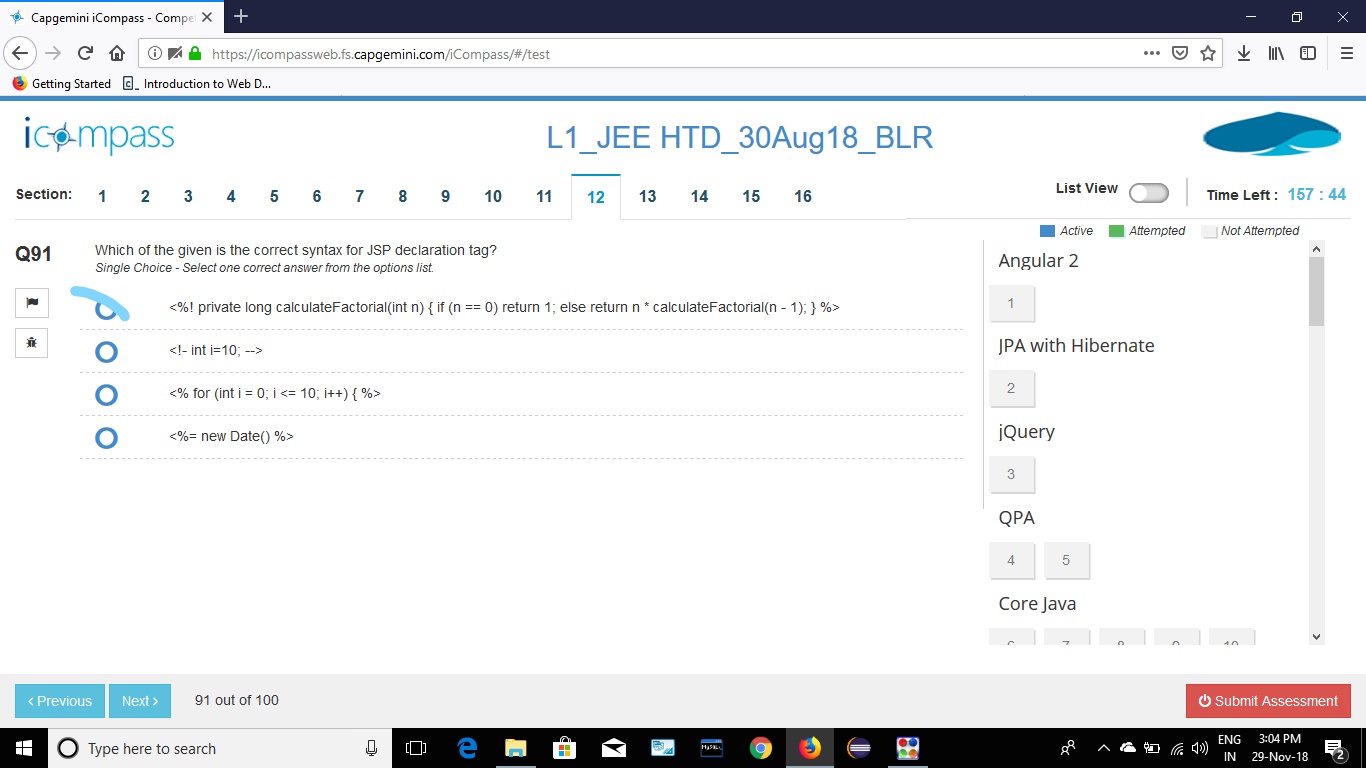 Capgemini iCompass - Compe
https://icompassweb.fs.capgemini.com/iCompass/#/test
Getting Started
Introduction to Web D...
icompass
L1_JEE HTD_30Aug18_BLR
Section: 1 2 3 4 5 6 7 8 9 10 11 12 13 14 15 16
List View
Time Left : 157 : 44
Active Attempted Not Attempted
Q91
Which of the given is the correct syntax for JSP declaration tag?
Single Choice - Select one correct answer from the options list.
<%! private long calculateFactorial(int n) { if (n == 0) return 1; else return n * calculateFactorial(n - 1); } %>
<!- int i=10; -->
<% for (int i = 0; i <= 10; i++) { %>
<%= new Date() %>
Angular 2
1
JPA with Hibernate
2
jQuery
3
QPA
4 5
Core Java
6 7 8 9 10
Previous Next 91 out of 100
Submit Assessment
Type here to search
MySQL
ENG
IN
3:04 PM
29-Nov-18
2